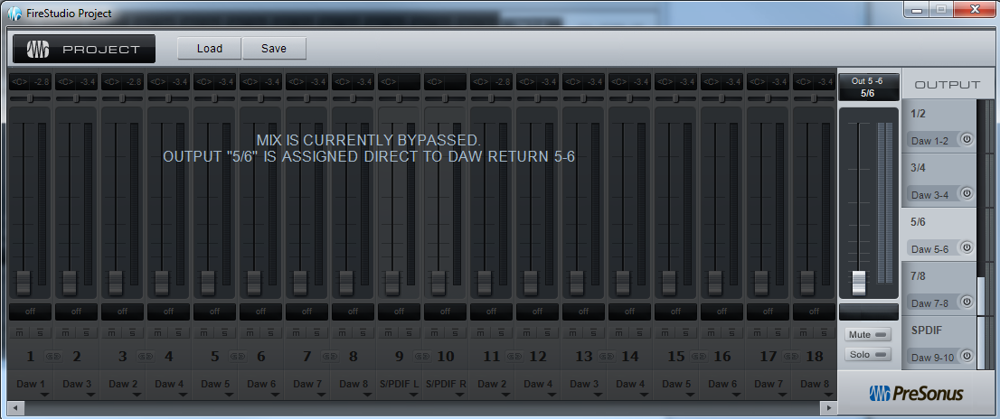 FireStudio Project
PROJECT Load Save
<C> -2.8 <C> -3.4 <C> -2.8 <C> -3.4 <C> -3.4 <C> -3.4 <C> -3.4 <C> -3.4 <C> <C> <C> -3.4 <C> -3.4 <C> -3.4 <C> -3.4 <C> -3.4 <C> -3.4 <C> -3.4 <C> -3.4
Out 5 -6
5/6
OUTPUT
MIX IS CURRENTLY BYPASSED.
OUTPUT "5/6" IS ASSIGNED DIRECT TO DAW RETURN 5-6
1/2
Daw 1-2
3/4
Daw 3-4
5/6
Daw 5-6
7/8
Daw 7-8
SPDIF
Daw 9-10
off off off off off off off off off off off off off off off off off off
m s m s m s m s m s m s m s m s m s m s m s m s m s m s m s m s m s m s
Mute
Solo
1 2 3 4 5 6 7 8 9 10 11 12 13 14 15 16 17 18
Daw 1 Daw 3 Daw 2 Daw 4 Daw 5 Daw 6 Daw 7 Daw 8 S/PDIF L S/PDIF R Daw 2 Daw 4 Daw 3 Daw 4 Daw 5 Daw 6 Daw 7 Daw 8
PreSonus